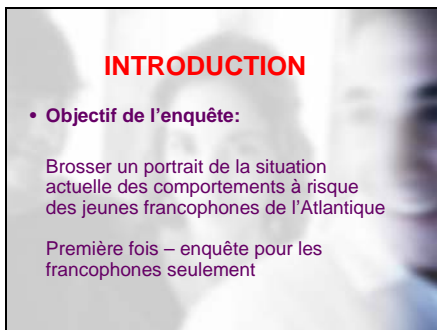 INTRODUCTION
• Objectif de l'enquête:
Brosser un portrait de la situation
actuelle des comportements à risque
des jeunes francophones de l'Atlantique
Première fois – enquête pour les
francophones seulement